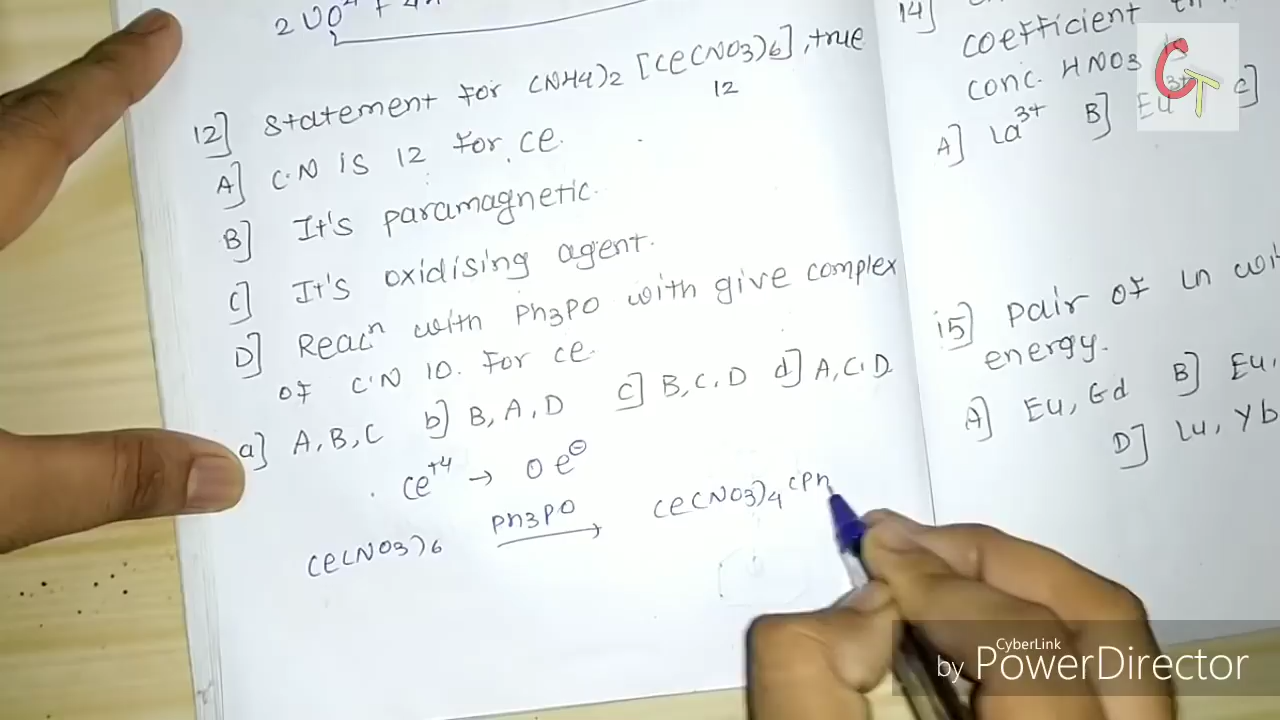 12] Statement for (NH4)2 [Ce(NO3)6], true
12
A] C.N is 12 for Ce.
B] It's paramagnetic.
C] It's oxidising agent.
D] Reacn with Ph3PO with give complex
of C.N 10. for Ce.
a] A, B, C b] B, A, D c] B, C, D d] A, C, D
Ce+4 → 0 e⊖
Ce(NO3)6 Ph3PO → Ce(NO3)4 (Ph
14]
coefficient
conc. HNO3 is
A] La3+ B] Eu3+ C]
15] Pair of Ln
energy.
A] Eu, Gd B] Eu,
D] Lu, Yb
CT
CyberLink
by PowerDirector